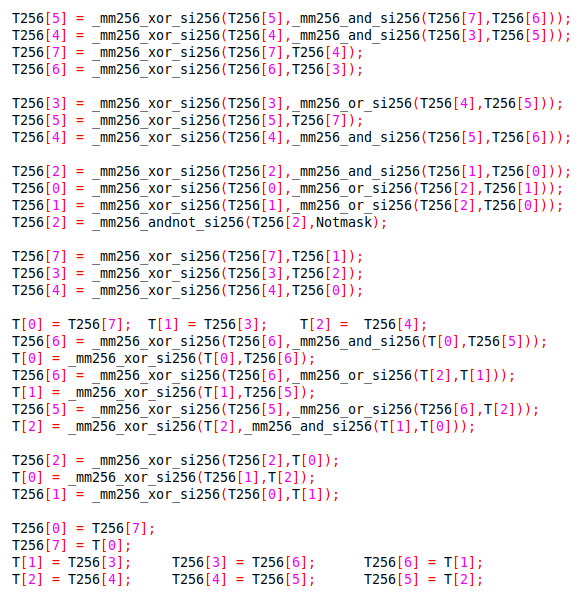 T256[5] = _mm256_xor_si256(T256[5],_mm256_and_si256(T256[7],T256[6]));
T256[4] = _mm256_xor_si256(T256[4],_mm256_and_si256(T256[3],T256[5]));
T256[7] = _mm256_xor_si256(T256[7],T256[4]);
T256[6] = _mm256_xor_si256(T256[6],T256[3]);

T256[3] = _mm256_xor_si256(T256[3],_mm256_or_si256(T256[4],T256[5]));
T256[5] = _mm256_xor_si256(T256[5],T256[7]);
T256[4] = _mm256_xor_si256(T256[4],_mm256_and_si256(T256[5],T256[6]));

T256[2] = _mm256_xor_si256(T256[2],_mm256_and_si256(T256[1],T256[0]));
T256[0] = _mm256_xor_si256(T256[0],_mm256_or_si256(T256[2],T256[1]));
T256[1] = _mm256_xor_si256(T256[1],_mm256_or_si256(T256[2],T256[0]));
T256[2] = _mm256_andnot_si256(T256[2],Notmask);

T256[7] = _mm256_xor_si256(T256[7],T256[1]);
T256[3] = _mm256_xor_si256(T256[3],T256[2]);
T256[4] = _mm256_xor_si256(T256[4],T256[0]);

T[0] = T256[7];  T[1] = T256[3];    T[2] =  T256[4];
T256[6] = _mm256_xor_si256(T256[6],_mm256_and_si256(T[0],T256[5]));
T[0] = _mm256_xor_si256(T[0],T256[6]);
T256[6] = _mm256_xor_si256(T256[6],_mm256_or_si256(T[2],T[1]));
T[1] = _mm256_xor_si256(T[1],T256[5]);
T256[5] = _mm256_xor_si256(T256[5],_mm256_or_si256(T256[6],T[2]));
T[2] = _mm256_xor_si256(T[2],_mm256_and_si256(T[1],T[0]));

T256[2] = _mm256_xor_si256(T256[2],T[0]);
T[0] = _mm256_xor_si256(T256[1],T[2]);
T256[1] = _mm256_xor_si256(T256[0],T[1]);

T256[0] = T256[7];
T256[7] = T[0];
T[1] = T256[3];     T256[3] = T256[6];      T256[6] = T[1];
T[2] = T256[4];     T256[4] = T256[5];      T256[5] = T[2];